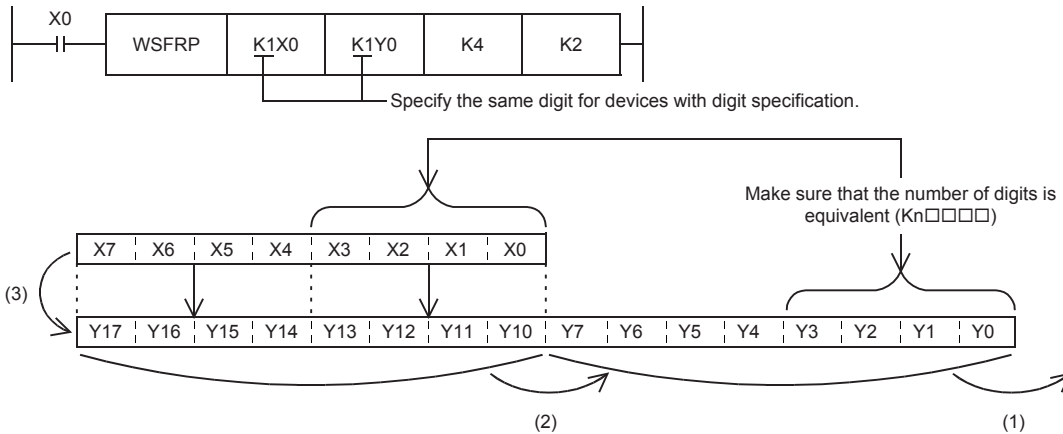 X0
WSFRP K1X0 K1Y0 K4 K2
Specify the same digit for devices with digit specification.
Make sure that the number of digits is
equivalent (Kn□□□□)
X7 X6 X5 X4 X3 X2 X1 X0
(3)
Y17 Y16 Y15 Y14 Y13 Y12 Y11 Y10 Y7 Y6 Y5 Y4 Y3 Y2 Y1 Y0
(2) (1)